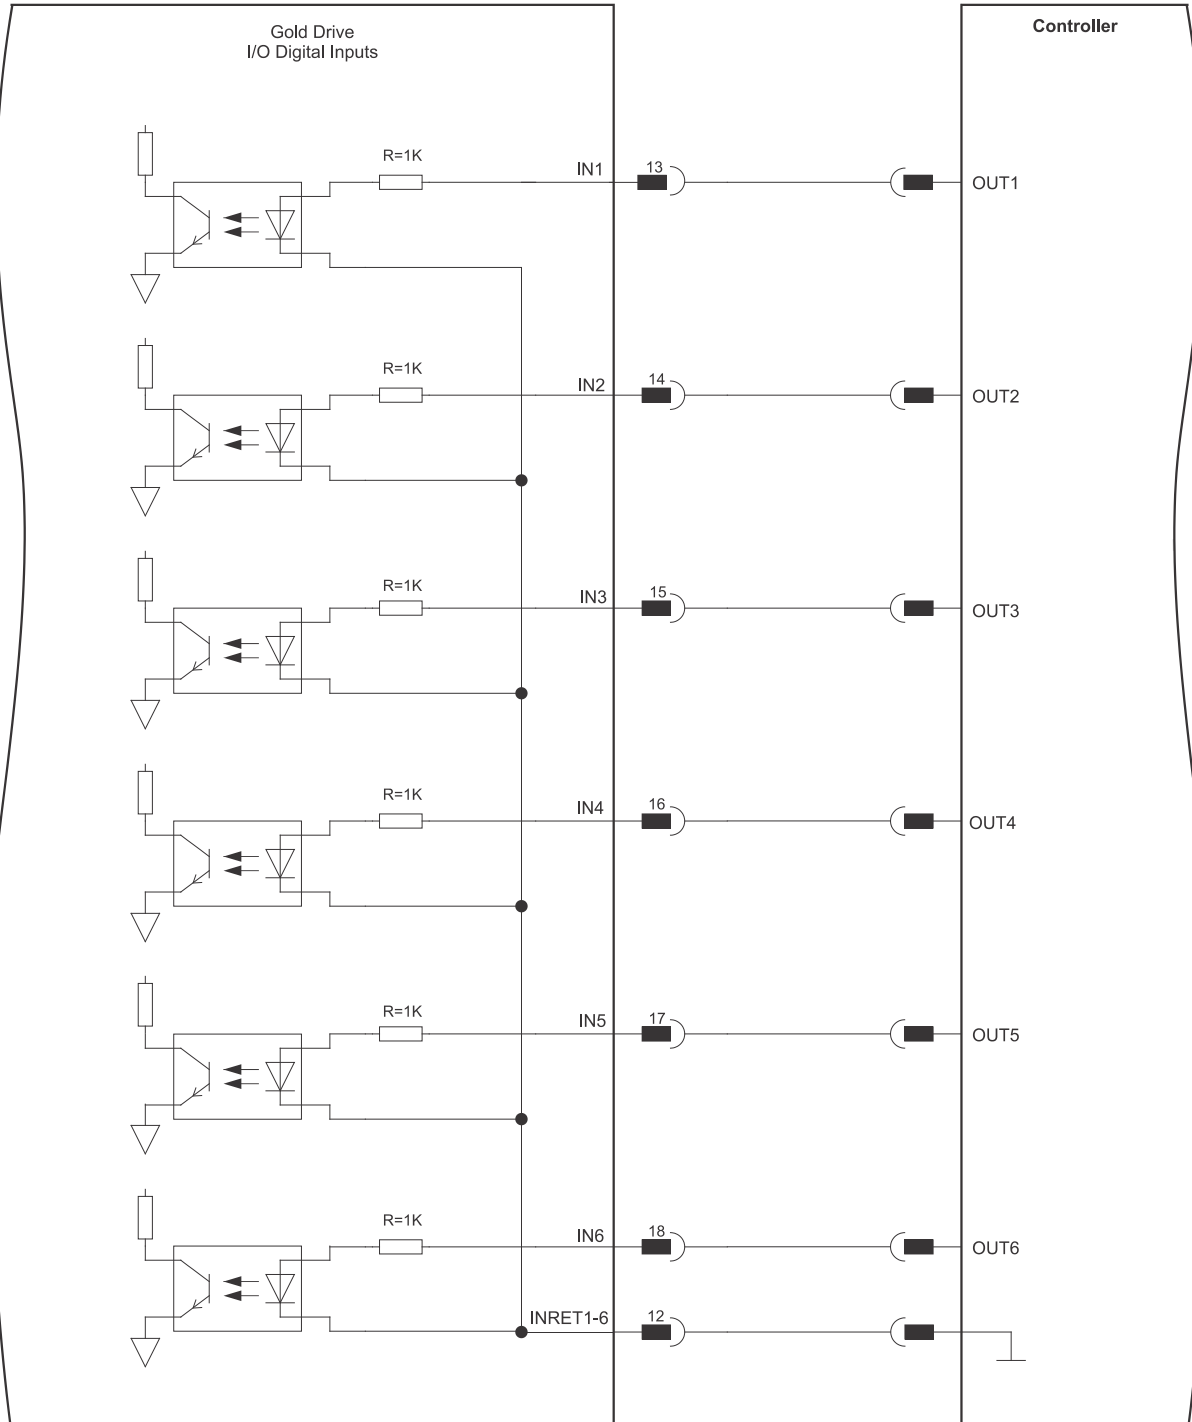 Gold Drive
I/O Digital Inputs
Controller
R=1K
IN1
13
OUT1
R=1K
IN2
14
OUT2
R=1K
IN3
15
OUT3
R=1K
IN4
16
OUT4
R=1K
IN5
17
OUT5
R=1K
IN6
18
OUT6
INRET1-6
12